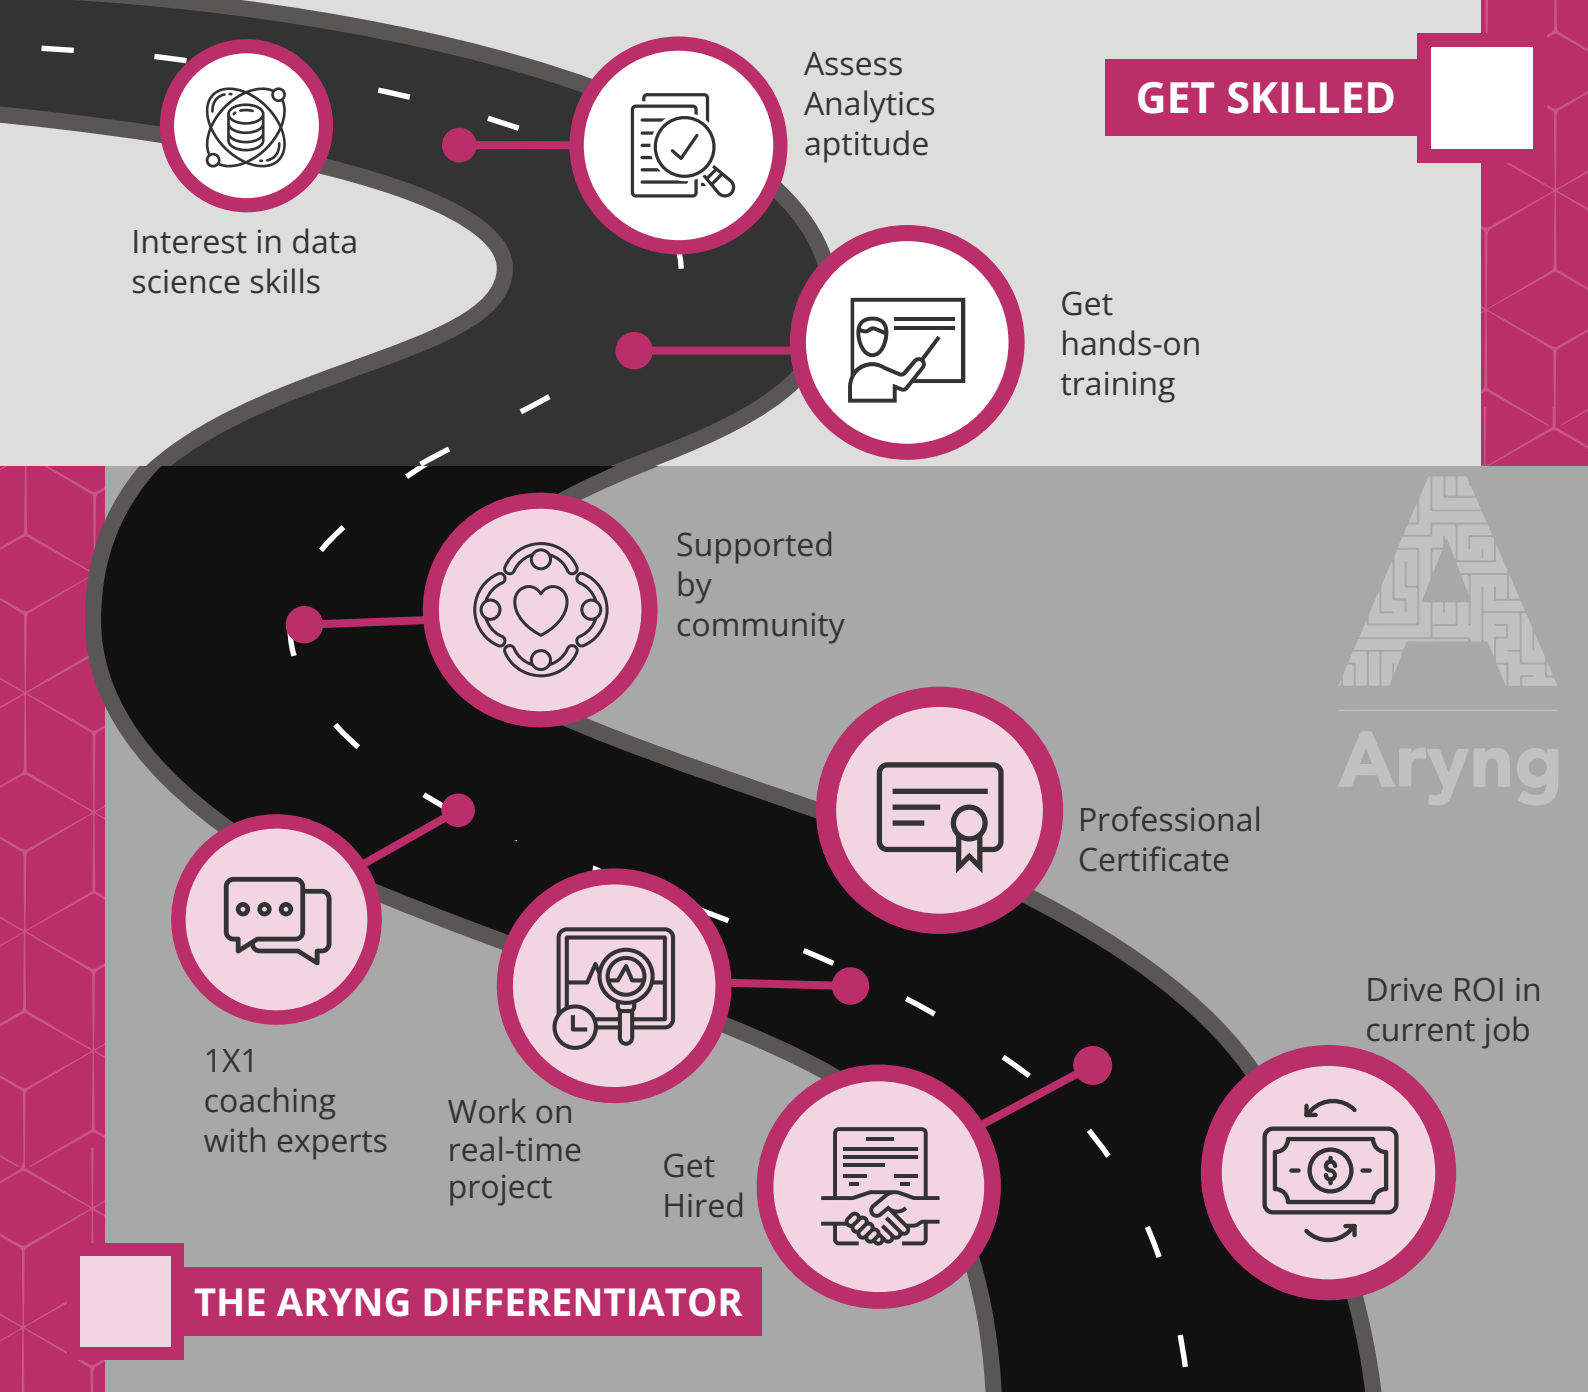 GET SKILLED
Interest in data
science skills
Assess
Analytics
aptitude
Get
hands-on
training
Supported
by
community
Aryng
Professional
Certificate
1X1
coaching
with experts
Work on
real-time
project
Get
Hired
Drive ROI in
current job
$
THE ARYNG DIFFERENTIATOR